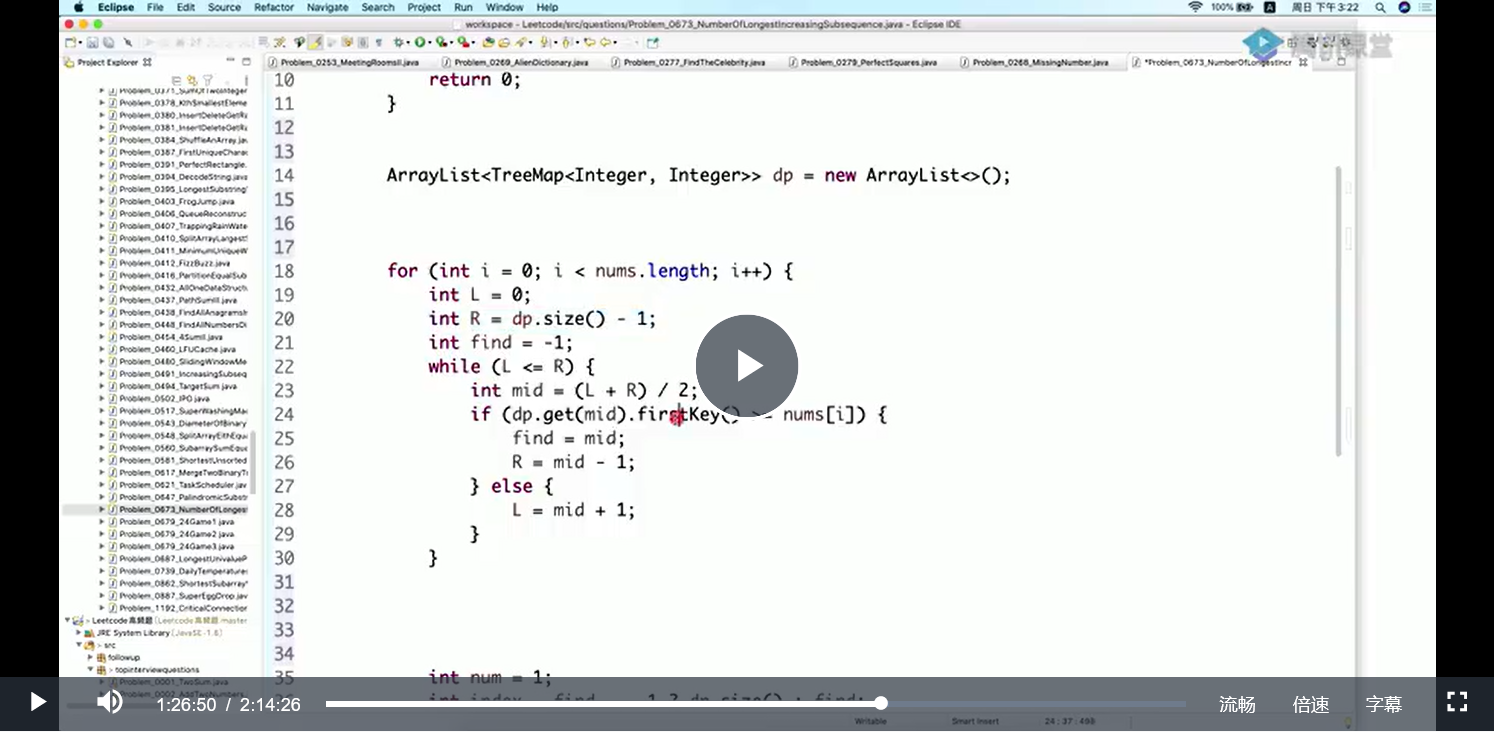 Eclipse File Edit Source Refactor Navigate Search Project Run Window Help 100% 周日 下午 3:22
workspace - Leetcode/src/questions/Problem_0673_NumberOfLongestIncreasingSubsequence.java - Eclipse IDE
Project Explorer
Problem_0253_MeetingRoomsII.java Problem_0269_AlienDictionary.java Problem_0277_FindTheCelebrity.java Problem_0279_PerfectSquares.java Problem_0268_MissingNumber.java *Problem_0673_NumberOfLongestIncr
Problem_0371_SumOfTwoInteger
Problem_0378_KthSmallestEleme
Problem_0380_InsertDeleteGetRa
Problem_0381_InsertDeleteGetRa
Problem_0384_ShuffleAnArray.jav
Problem_0387_FirstUniqueCharac
Problem_0391_PerfectRectangle.
Problem_0394_DecodeString.java
Problem_0395_LongestSubstring
Problem_0403_FrogJump.java
Problem_0406_QueueReconstruc
Problem_0407_TrappingRainWate
Problem_0410_SplitArrayLargestS
Problem_0411_MinimumUniqueW
Problem_0412_FizzBuzz.java
Problem_0416_PartitionEqualSub
Problem_0432_AllOneDataStructu
Problem_0437_PathSumIII.java
Problem_0438_FindAllAnagramsIn
Problem_0448_FindAllNumbersDi
Problem_0454_4SumII.java
Problem_0460_LFUCache.java
Problem_0480_SlidingWindowMe
Problem_0491_IncreasingSubseq
Problem_0494_TargetSum.java
Problem_0502_IPO.java
Problem_0517_SuperWashingMac
Problem_0543_DiameterOfBinary
Problem_0548_SplitArrayEithEqua
Problem_0560_SubarraySumEque
Problem_0581_ShortestUnsorted
Problem_0617_MergeTwoBinaryTr
Problem_0621_TaskScheduler.jav
Problem_0647_PalindromicSubstr
Problem_0673_NumberOfLonges
Problem_0679_24Game1.java
Problem_0679_24Game2.java
Problem_0679_24Game3.java
Problem_0687_LongestUnivalueP
Problem_0739_DailyTemperatures
Problem_0862_ShortestSubarray
Problem_0887_SuperEggDrop.jav
Problem_1192_CriticalConnection
Leetcode高频题 [Leetcode高频题 master
JRE System Library [JavaSE-1.8]
src
followup
topinterviewquestions
Problem_0001_TwoSum.java
Problem_0002_AddTwoNumbers
10 return 0;
11 }
12
13
14 ArrayList<TreeMap<Integer, Integer>> dp = new ArrayList<>();
15
16
17
18 for (int i = 0; i < nums.length; i++) {
19 int L = 0;
20 int R = dp.size() - 1;
21 int find = -1;
22 while (L <= R) {
23 int mid = (L + R) / 2;
24 if (dp.get(mid).firstKey() >= nums[i]) {
25 find = mid;
26 R = mid - 1;
27 } else {
28 L = mid + 1;
29 }
30 }
31
32
33
34
35 int num = 1;
Writable Smart Insert 24 : 37 : 498
1:26:50 / 2:14:26 流畅 倍速 字幕